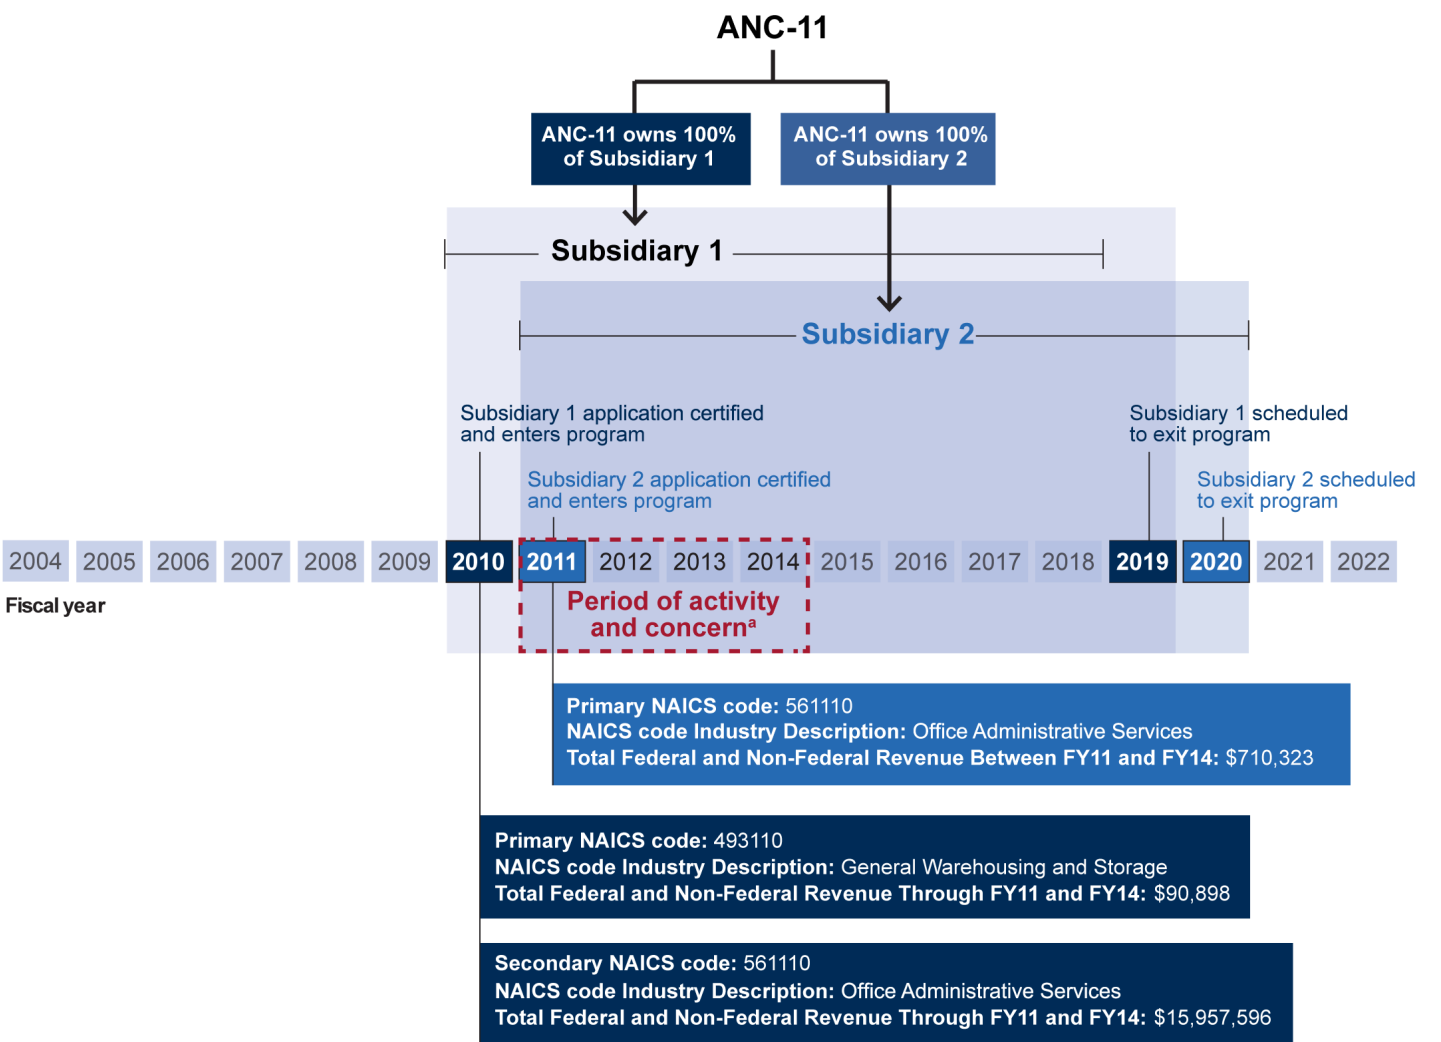 ANC-11
ANC-11 owns 100%
of Subsidiary 1
ANC-11 owns 100%
of Subsidiary 2
Subsidiary 1
Subsidiary 2
Subsidiary 1 application certified
and enters program
Subsidiary 1 scheduled
to exit program
Subsidiary 2 application certified
and enters program
Subsidiary 2 scheduled
to exit program
2004 2005 2006 2007 2008 2009 2010 2011 2012 2013 2014 2015 2016 2017 2018 2019 2020 2021 2022
Fiscal year
Period of activity
and concernᵃ
Primary NAICS code: 561110
NAICS code Industry Description: Office Administrative Services
Total Federal and Non-Federal Revenue Between FY11 and FY14: $710,323
Primary NAICS code: 493110
NAICS code Industry Description: General Warehousing and Storage
Total Federal and Non-Federal Revenue Through FY11 and FY14: $90,898
Secondary NAICS code: 561110
NAICS code Industry Description: Office Administrative Services
Total Federal and Non-Federal Revenue Through FY11 and FY14: $15,957,596